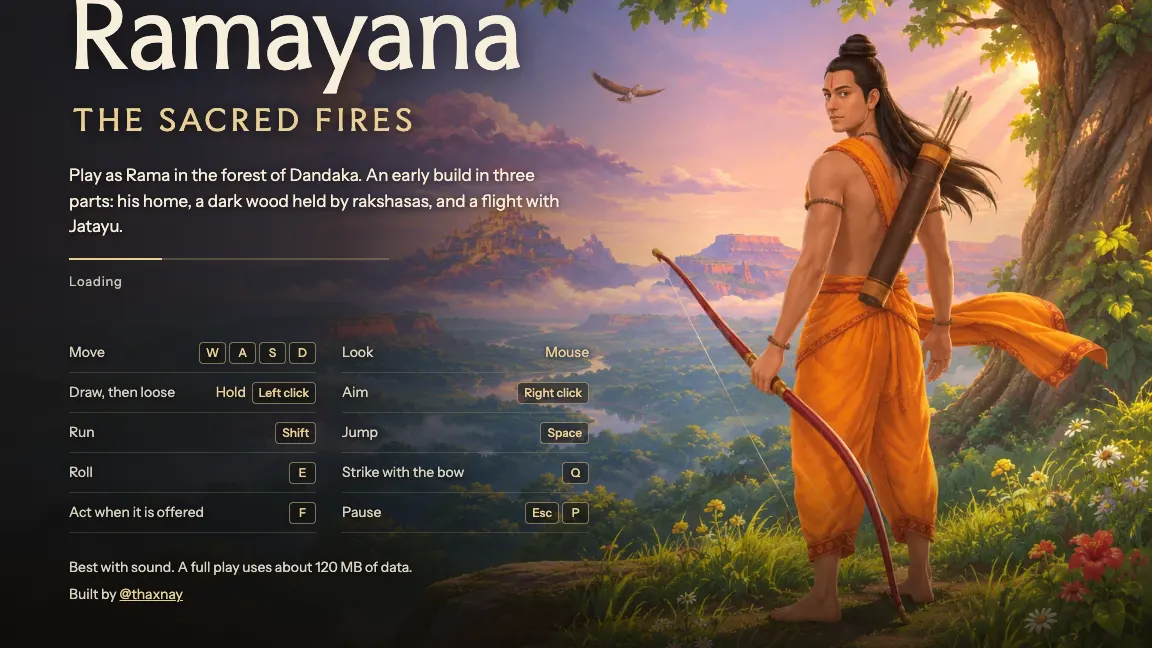 Ramayana
THE SACRED FIRES
Play as Rama in the forest of Dandaka. An early build in three
parts: his home, a dark wood held by rakshasas, and a flight with
Jatayu.
Loading
Move W A S D
Look Mouse
Draw, then loose Hold Left click
Aim Right click
Run Shift
Jump Space
Roll E
Strike with the bow Q
Act when it is offered F
Pause Esc P
Best with sound. A full play uses about 120 MB of data.
Built by @thaxnay